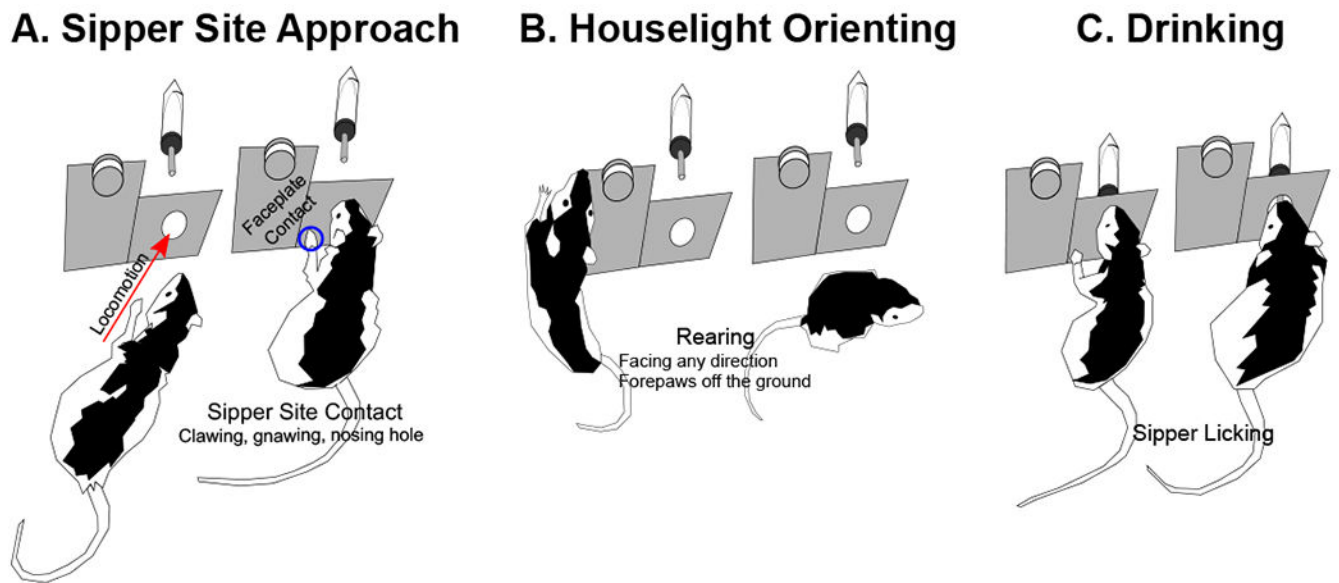 A. Sipper Site Approach
Locomotion
Faceplate
Contact
Sipper Site Contact
Clawing, gnawing, nosing hole
B. Houselight Orienting
Rearing
Facing any direction
Forepaws off the ground
C. Drinking
Sipper Licking